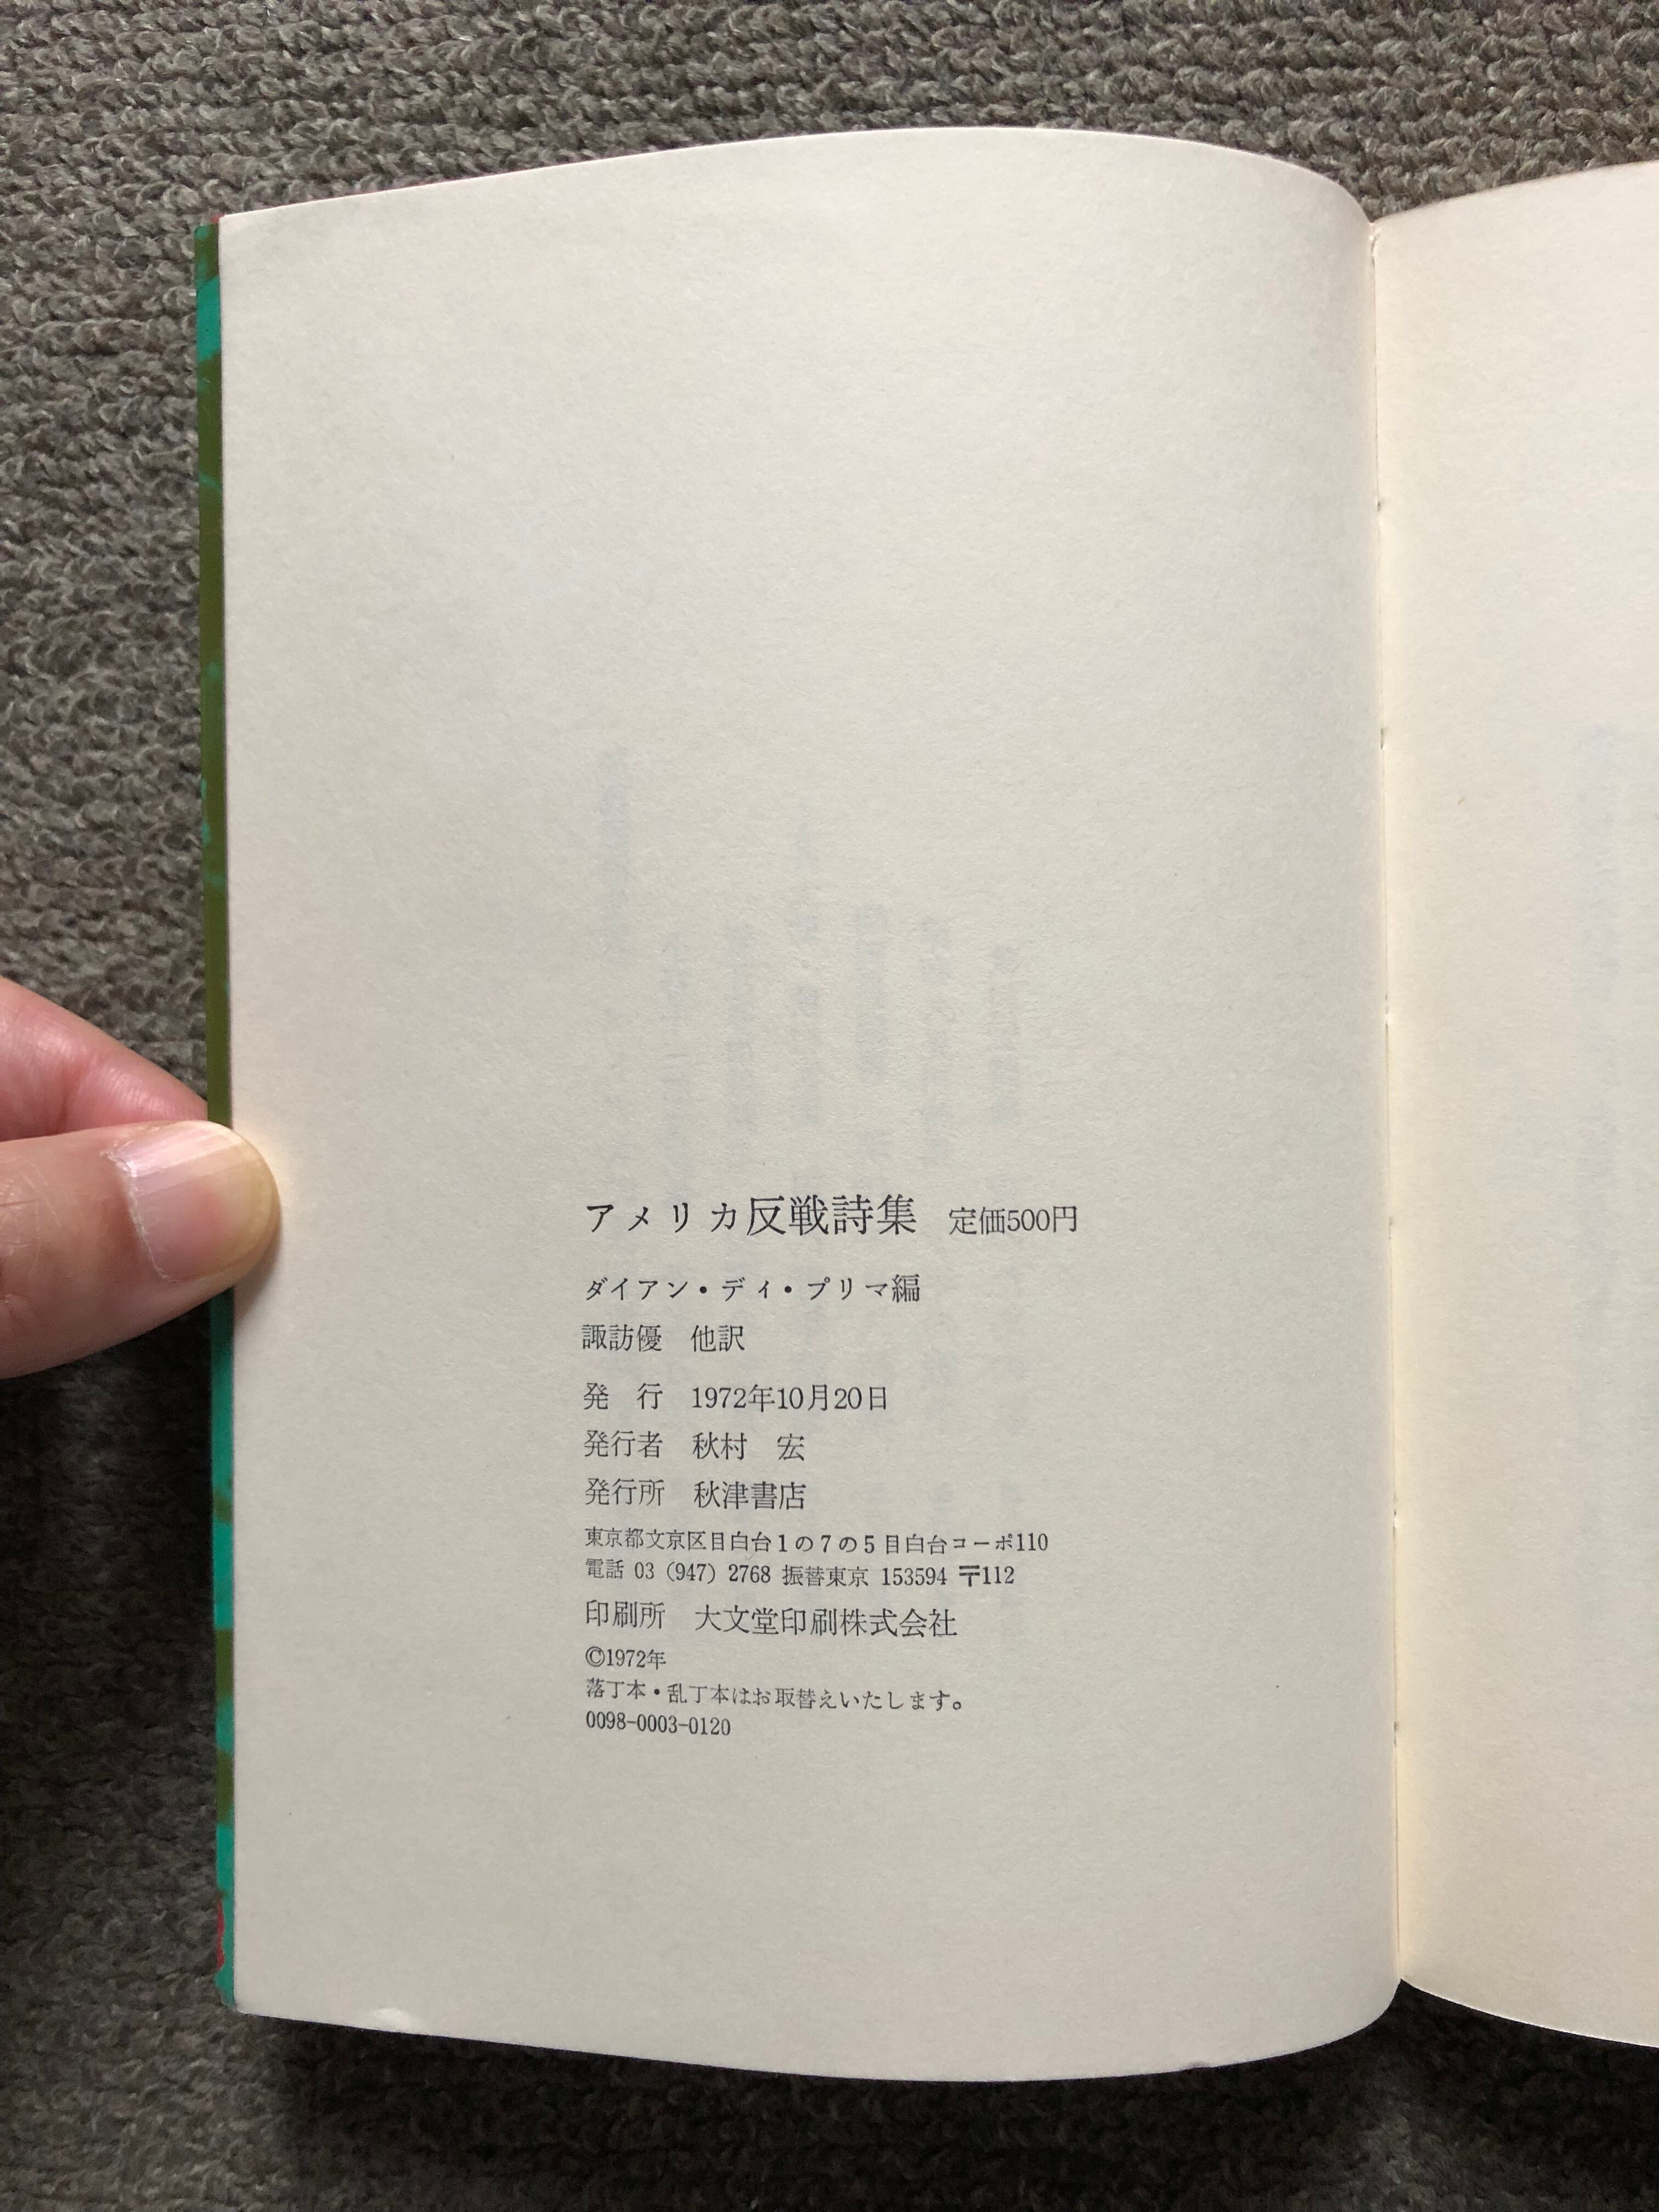 アメリカ反戦詩集　定価500円
ダイアン・ディ・プリマ編
諏訪優　他訳
発　行　1972年10月20日
発行者　秋村　宏
発行所　秋津書店
東京都文京区目白台1の7の5目白台コーポ110
電話 03（947）2768 振替東京 153594 〒112
印刷所　大文堂印刷株式会社
©1972年
落丁本・乱丁本はお取替えいたします。
0098-0003-0120